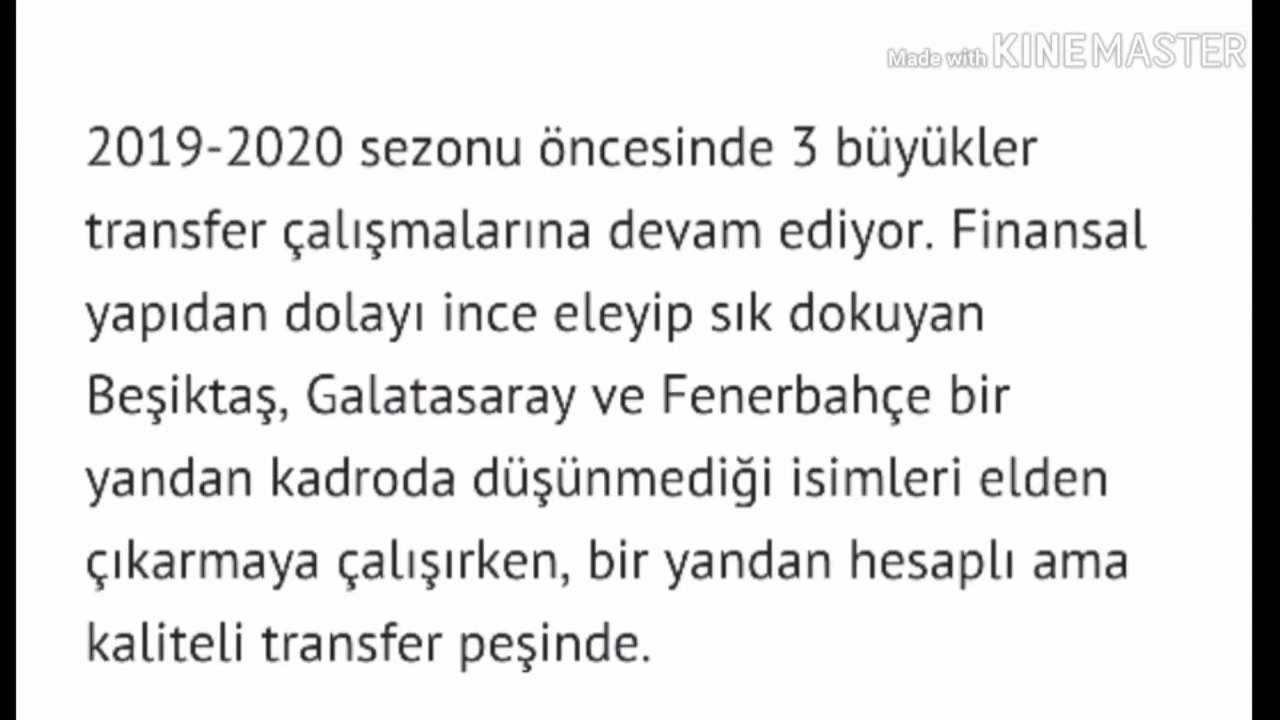 Made with KINEMASTER
2019-2020 sezonu öncesinde 3 büyükler
transfer çalışmalarına devam ediyor. Finansal
yapıdan dolayı ince eleyip sık dokuyan
Beşiktaş, Galatasaray ve Fenerbahçe bir
yandan kadroda düşünmediği isimleri elden
çıkarmaya çalışırken, bir yandan hesaplı ama
kaliteli transfer peşinde.